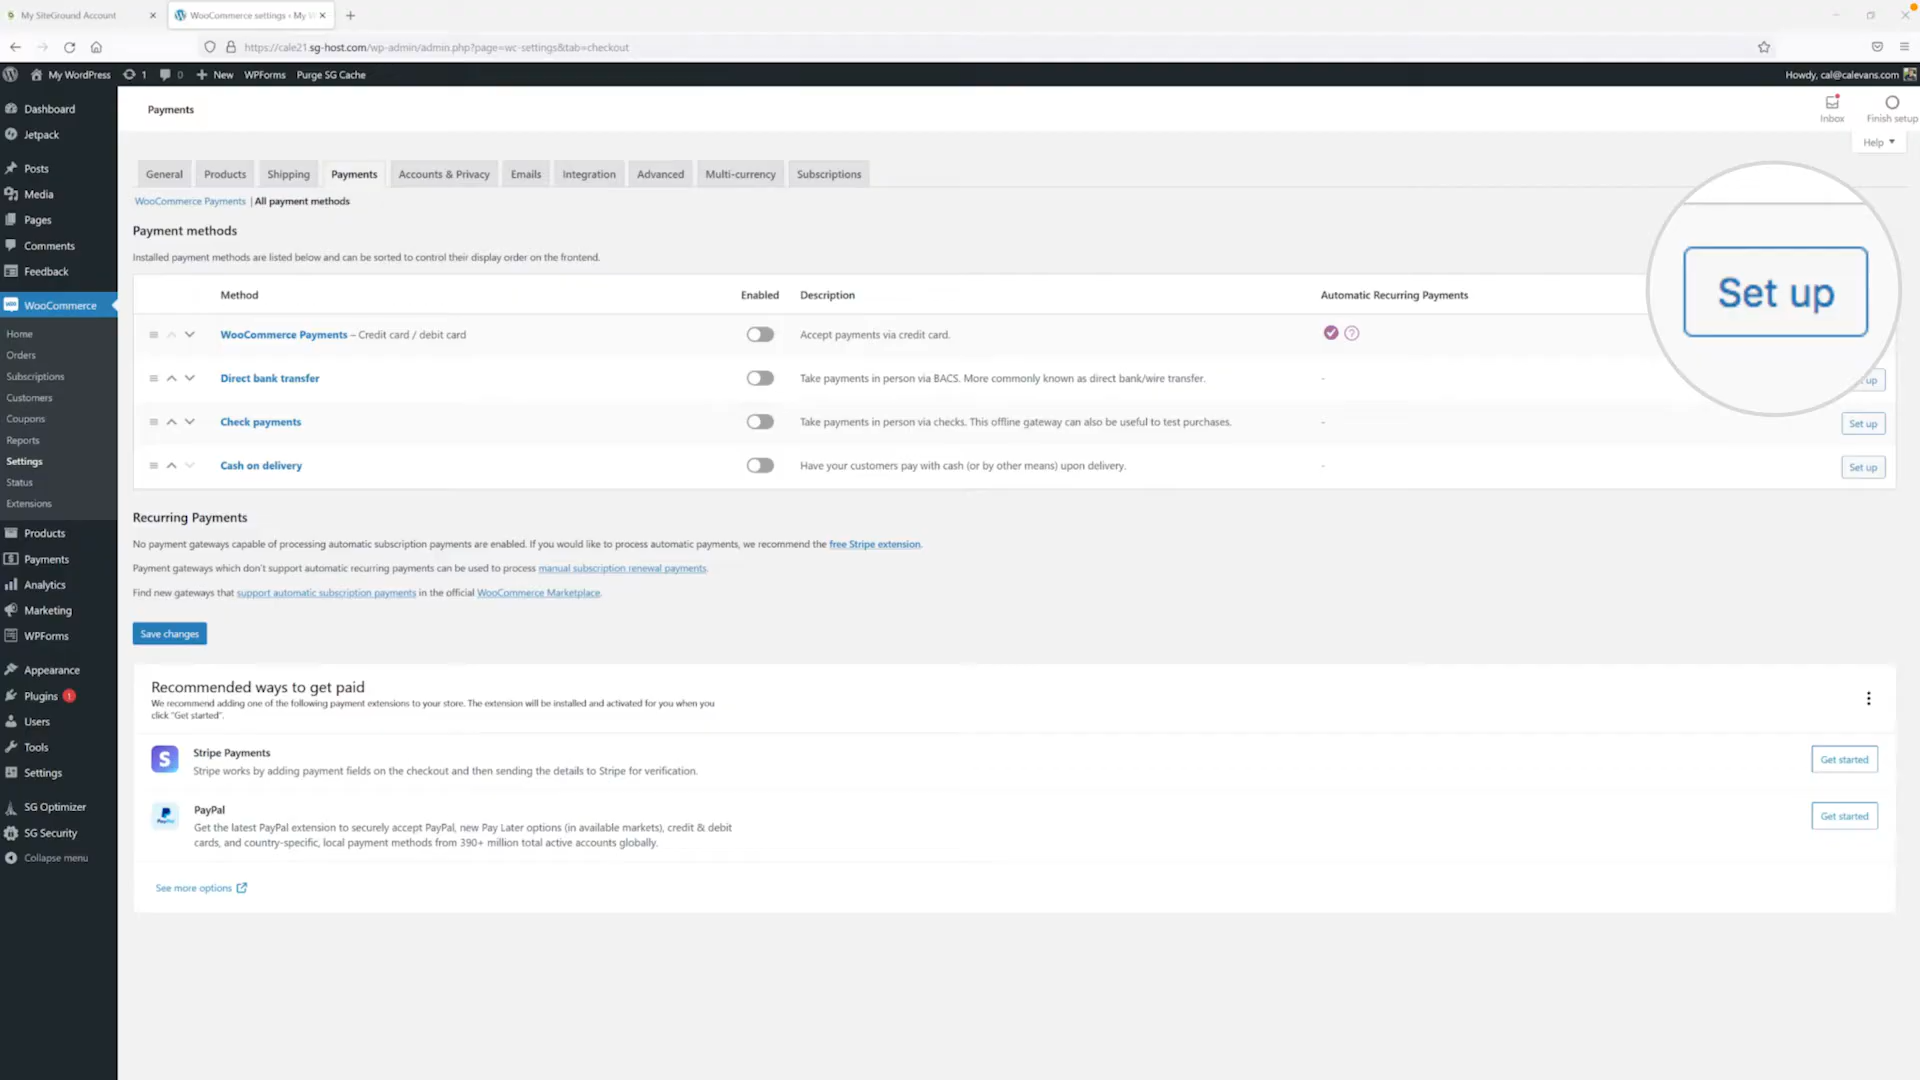 My SiteGround Account
WooCommerce settings ‹ My W
https://cale21.sg-host.com/wp-admin/admin.php?page=wc-settings&tab=checkout
My WordPress
1
0
New
WPForms
Purge SG Cache
Howdy, cal@calevans.com
Dashboard
Jetpack
Posts
Media
Pages
Comments
Feedback
WooCommerce
Home
Orders
Subscriptions
Customers
Coupons
Reports
Settings
Status
Extensions
Products
Payments
Analytics
Marketing
WPForms
Appearance
Plugins 1
Users
Tools
Settings
SG Optimizer
SG Security
Collapse menu
Payments
Inbox
Finish setup
Help
General
Products
Shipping
Payments
Accounts & Privacy
Emails
Integration
Advanced
Multi-currency
Subscriptions
WooCommerce Payments | All payment methods
Payment methods
Installed payment methods are listed below and can be sorted to control their display order on the frontend.
Method
Enabled
Description
Automatic Recurring Payments
Set up
WooCommerce Payments – Credit card / debit card
Accept payments via credit card.
Direct bank transfer
Take payments in person via BACS. More commonly known as direct bank/wire transfer.
-
up
Check payments
Take payments in person via checks. This offline gateway can also be useful to test purchases.
-
Set up
Cash on delivery
Have your customers pay with cash (or by other means) upon delivery.
-
Set up
Recurring Payments
No payment gateways capable of processing automatic subscription payments are enabled. If you would like to process automatic payments, we recommend the free Stripe extension.
Payment gateways which don't support automatic recurring payments can be used to process manual subscription renewal payments.
Find new gateways that support automatic subscription payments in the official WooCommerce Marketplace.
Save changes
Recommended ways to get paid
We recommend adding one of the following payment extensions to your store. The extension will be installed and activated for you when you
click "Get started".
S
Stripe Payments
Stripe works by adding payment fields on the checkout and then sending the details to Stripe for verification.
Get started
PayPal
PayPal
Get the latest PayPal extension to securely accept PayPal, new Pay Later options (in available markets), credit & debit
cards, and country-specific, local payment methods from 390+ million total active accounts globally.
Get started
See more options